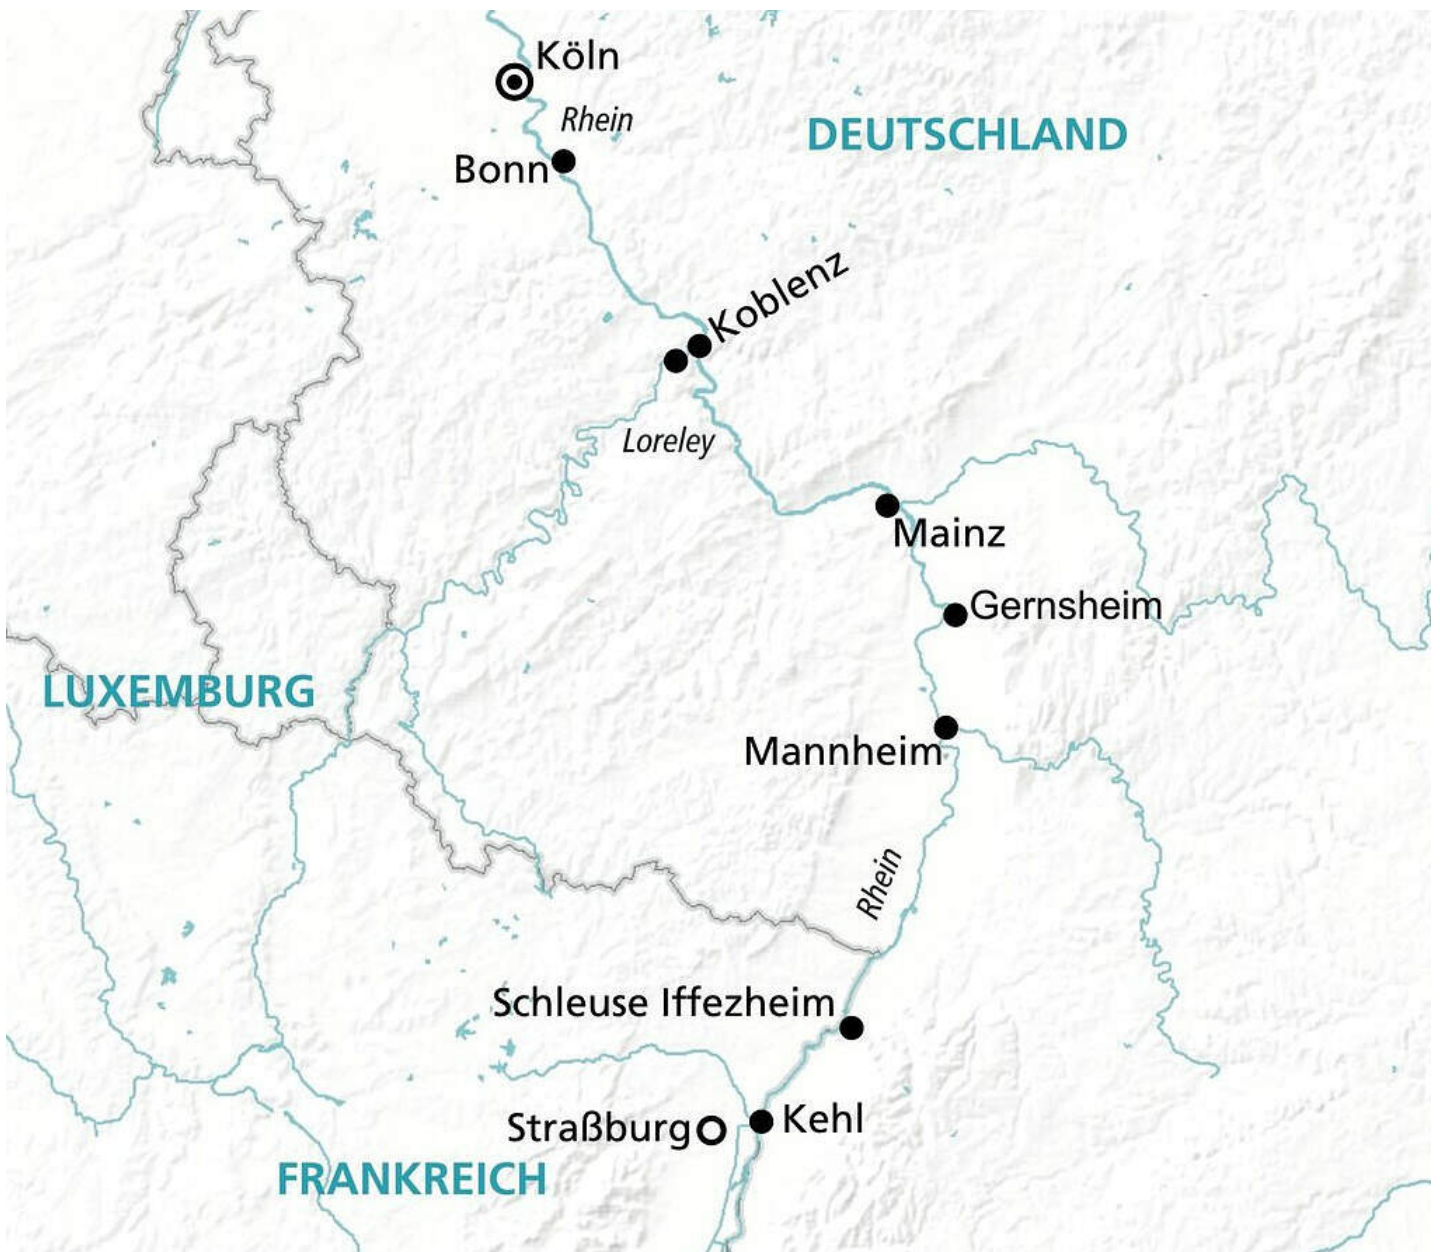 Köln
Rhein
DEUTSCHLAND
Bonn
Koblenz
Loreley
Mainz
Gernsheim
LUXEMBURG
Mannheim
Rhein
Schleuse Iffezheim
Straßburg
Kehl
FRANKREICH